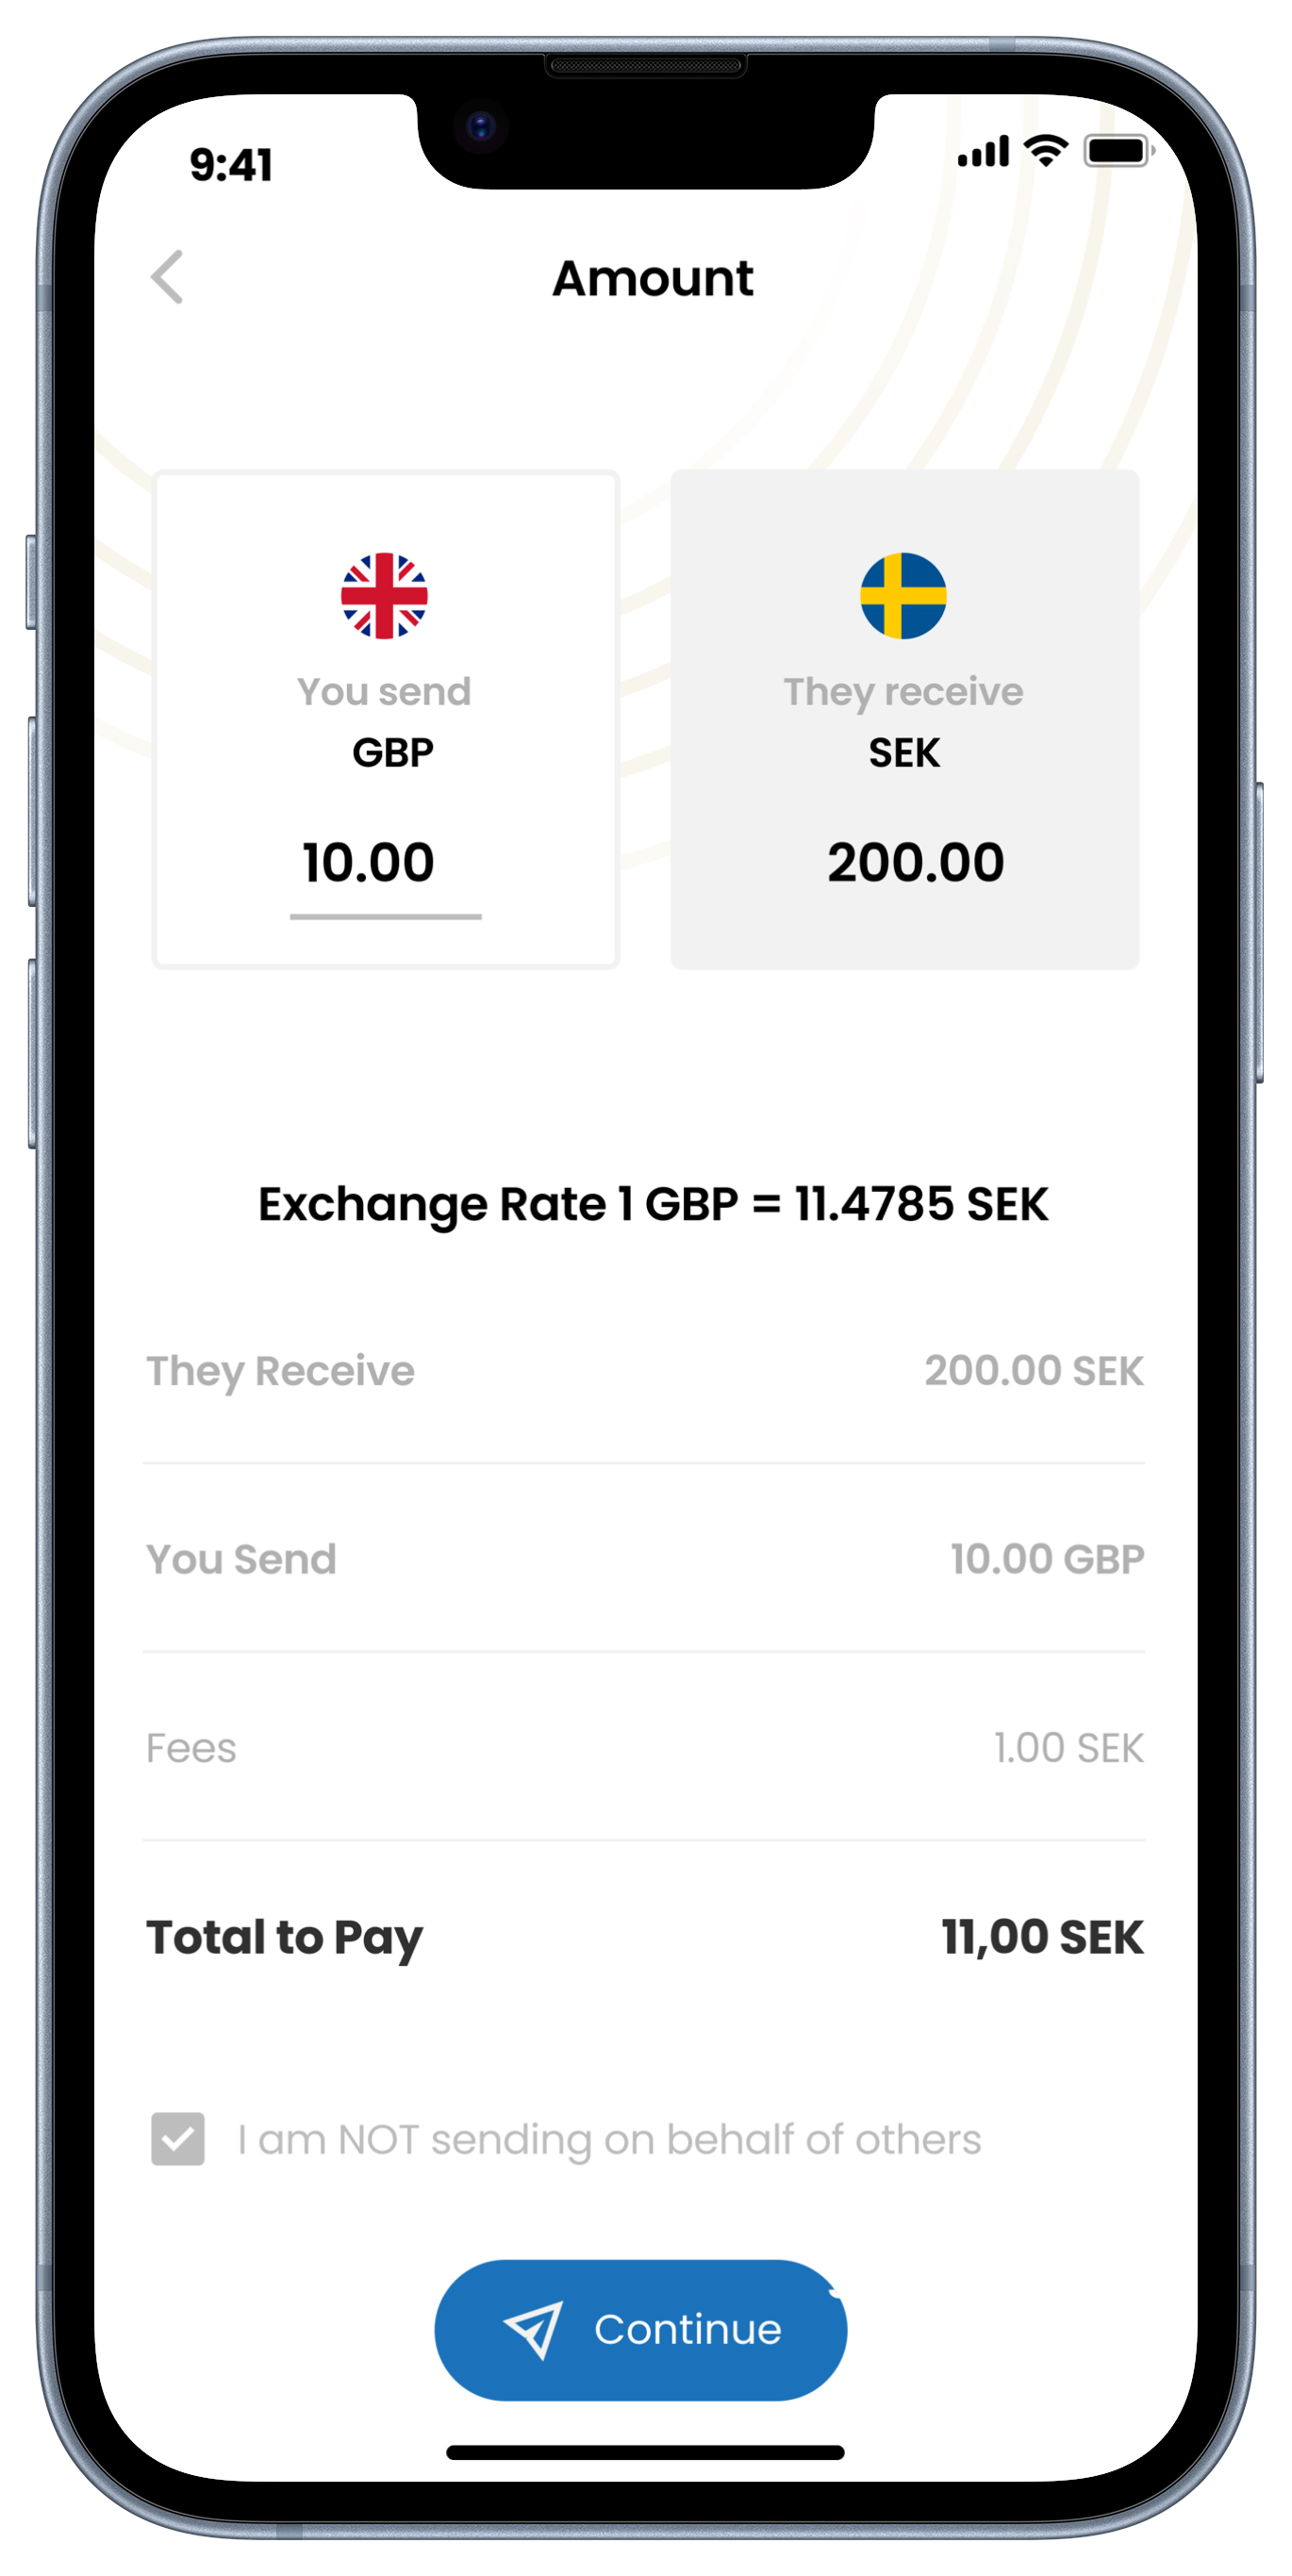 9:41
Amount
You send
GBP
10.00
They receive
SEK
200.00
Exchange Rate 1 GBP = 11.4785 SEK
They Receive 200.00 SEK
You Send 10.00 GBP
Fees 1.00 SEK
Total to Pay 11,00 SEK
I am NOT sending on behalf of others
Continue